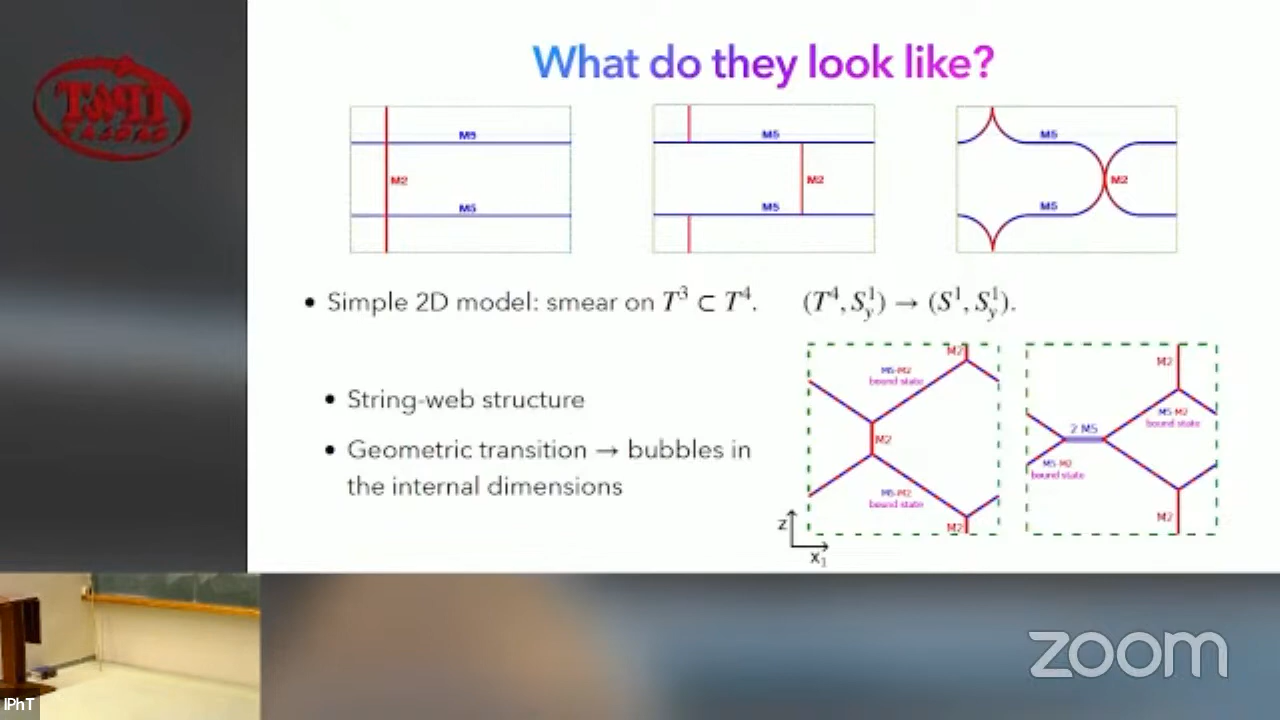 What do they look like?
M5
M2
M5
M5
M2
M5
M5
M2
M5
• Simple 2D model: smear on T³ ⊂ T⁴. (T⁴, S¹_y) → (S¹, S¹_y).
• String-web structure
• Geometric transition → bubbles in
the internal dimensions
M2
M5-M2
bound state
M2
M5-M2
bound state
M2
z
x₁
M2
M5-M2
bound state
2 M5
M5-M2
bound state
M2
IPhT
zoom